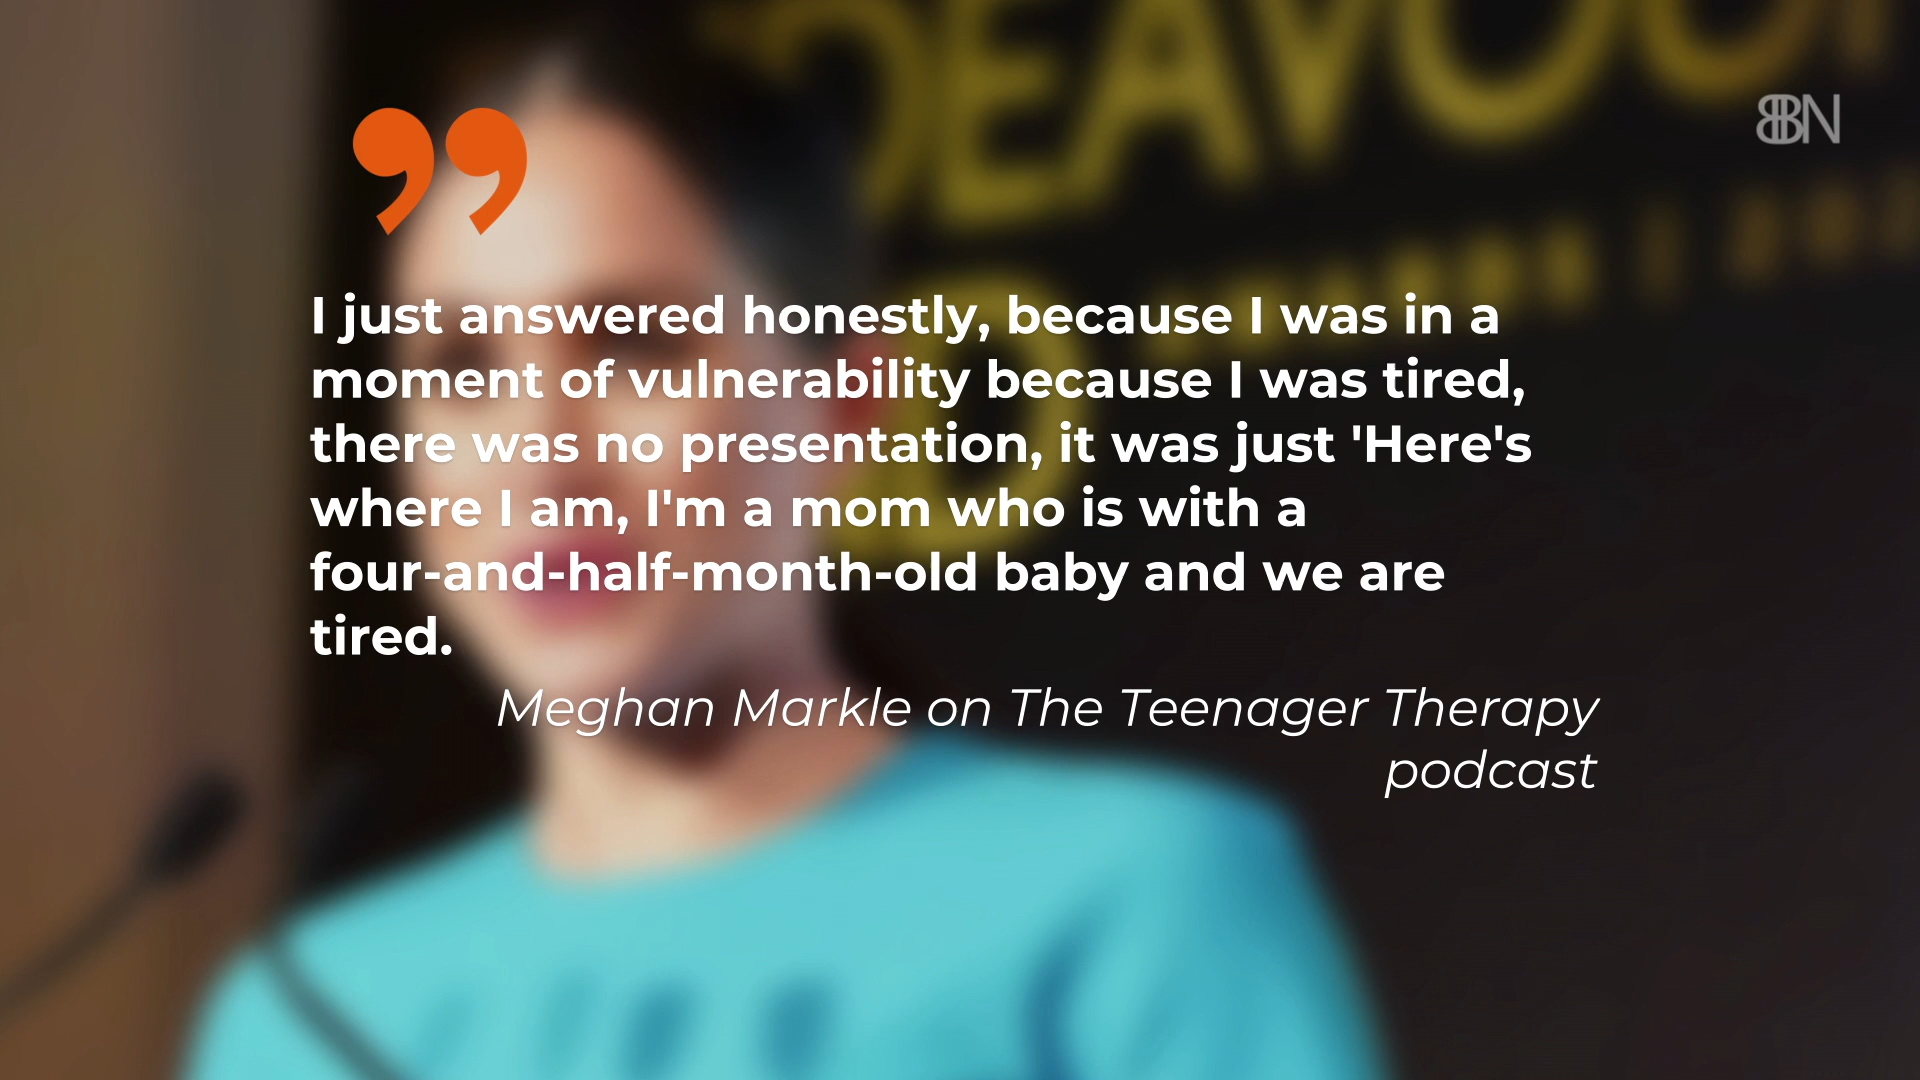 ”
I just answered honestly, because I was in a
moment of vulnerability because I was tired,
there was no presentation, it was just 'Here's
where I am, I'm a mom who is with a
four-and-half-month-old baby and we are
tired.
Meghan Markle on The Teenager Therapy
podcast